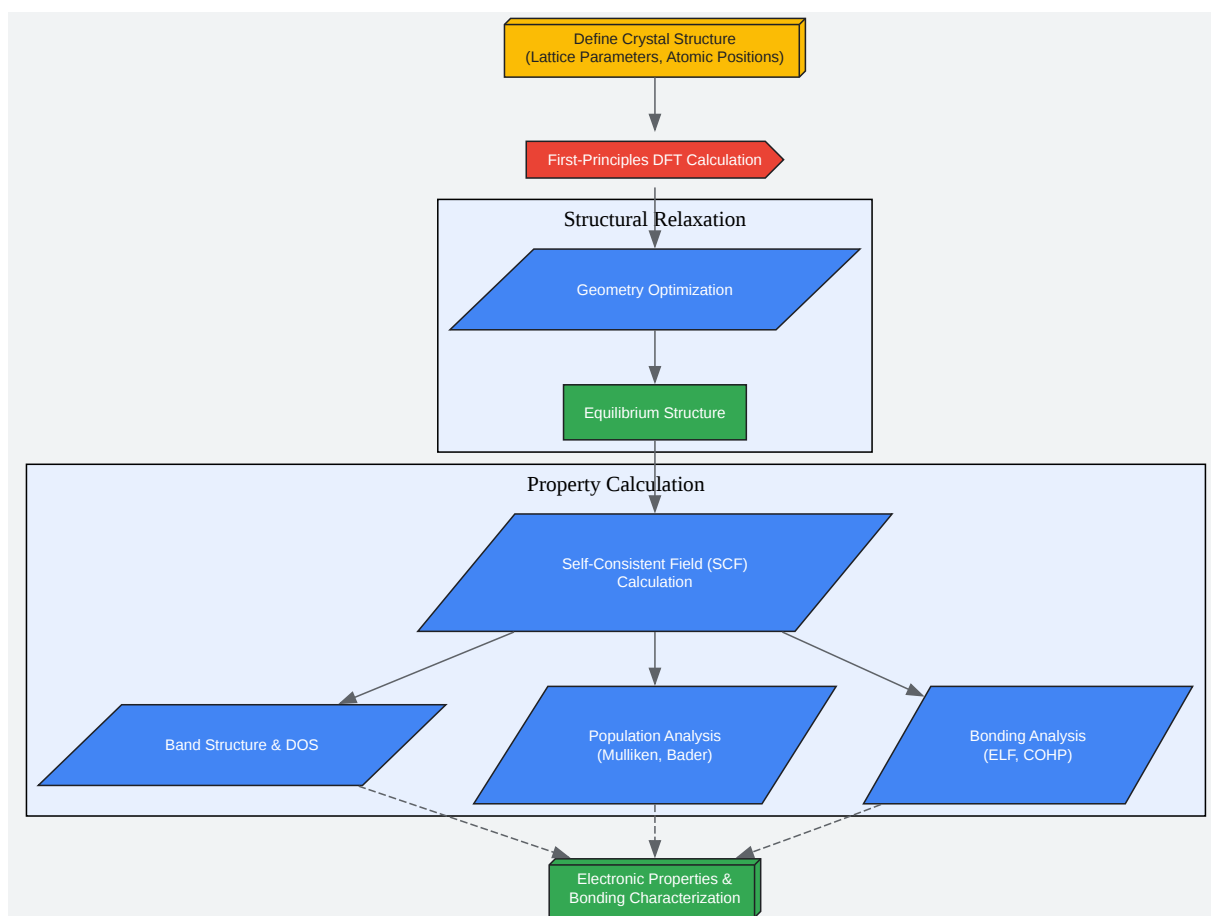 Define Crystal Structure
(Lattice Parameters, Atomic Positions)
First-Principles DFT Calculation
Structural Relaxation
Geometry Optimization
Equilibrium Structure
Property Calculation
Self-Consistent Field (SCF)
Calculation
Band Structure & DOS
Population Analysis
(Mulliken, Bader)
Bonding Analysis
(ELF, COHP)
Electronic Properties &
Bonding Characterization